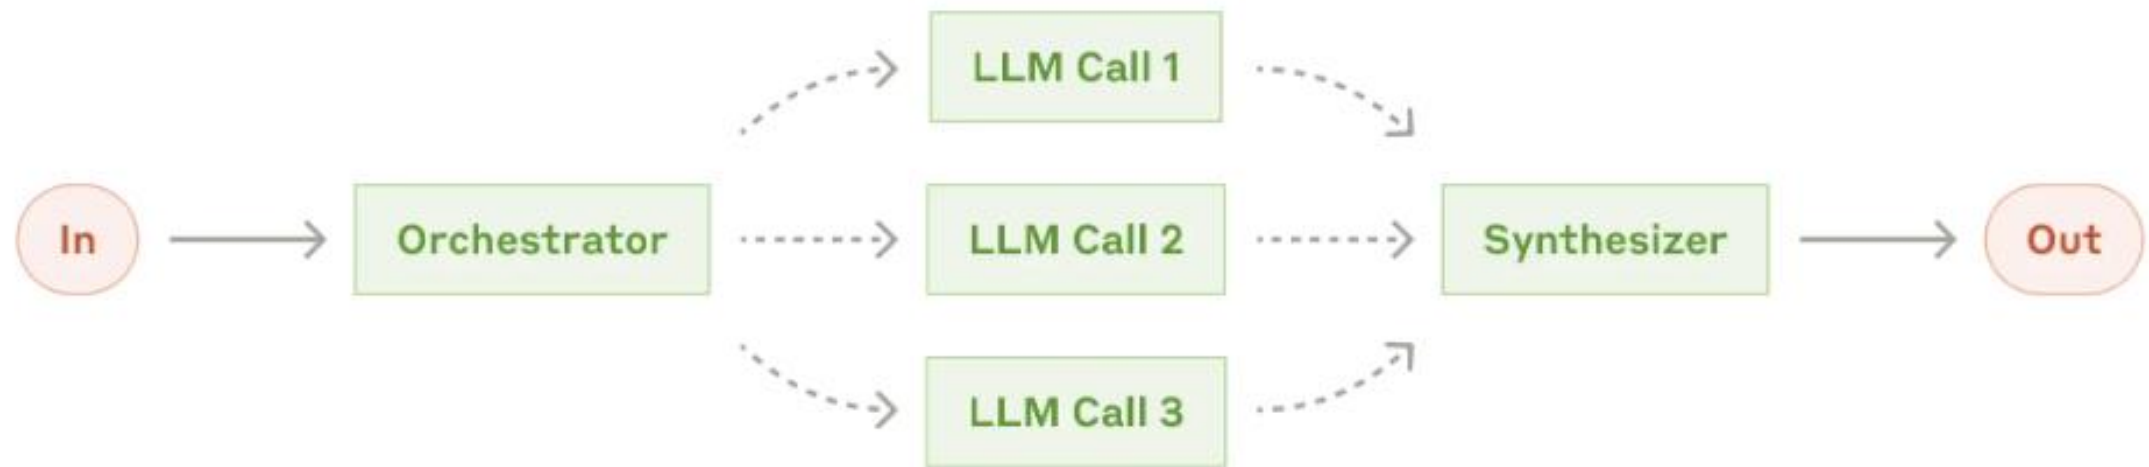 In
Orchestrator
LLM Call 1
LLM Call 2
LLM Call 3
Synthesizer
Out